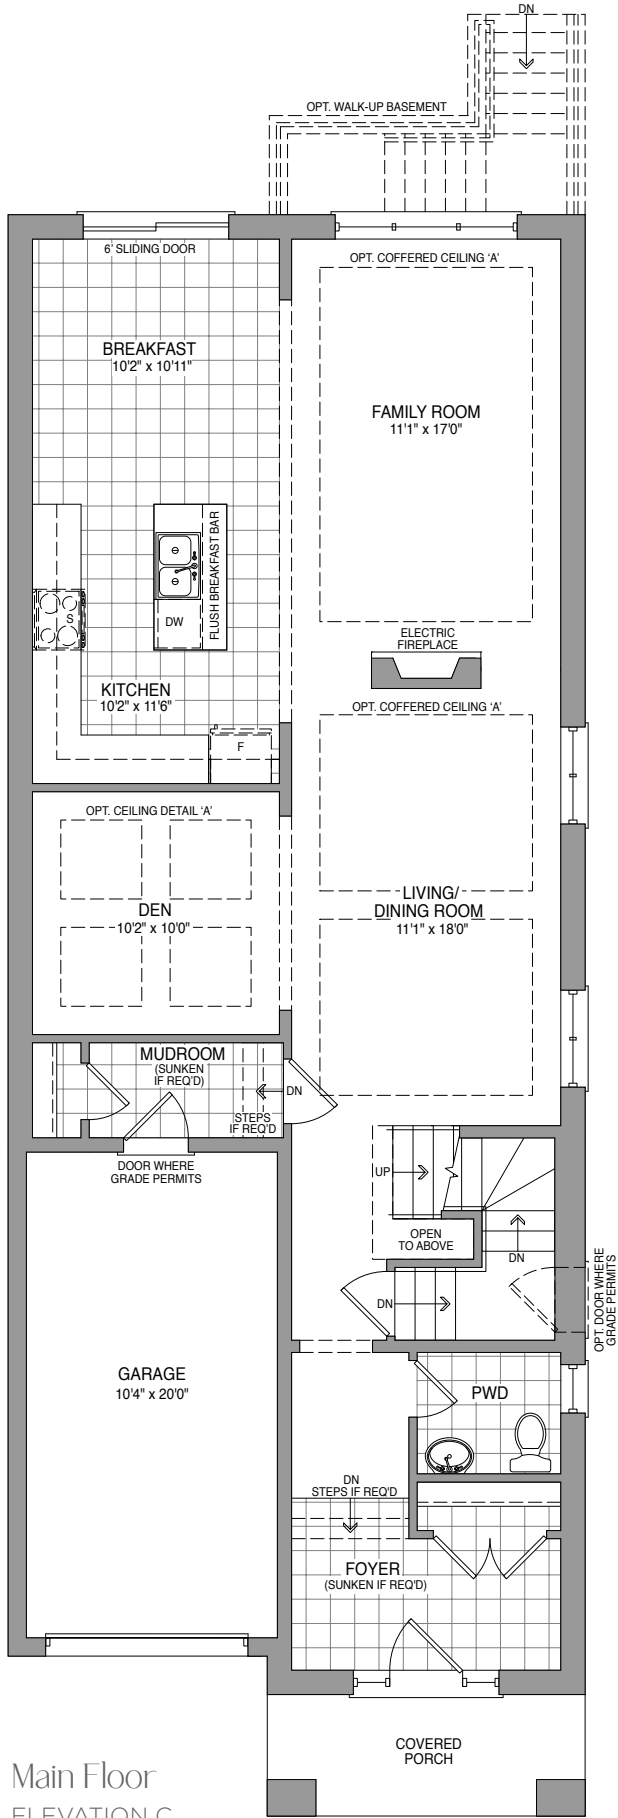 DN
OPT. WALK-UP BASEMENT
6' SLIDING DOOR
OPT. COFFERED CEILING 'A'
BREAKFAST
10'2" x 10'11"
FAMILY ROOM
11'1" x 17'0"
FLUSH BREAKFAST BAR
S
DW
ELECTRIC
FIREPLACE
KITCHEN
10'2" x 11'6"
OPT. COFFERED CEILING 'A'
F
OPT. CEILING DETAIL 'A'
DEN
10'2" x 10'0"
LIVING/
DINING ROOM
11'1" x 18'0"
MUDROOM
(SUNKEN
IF REQ'D)
DN
STEPS
IF REQ'D
DOOR WHERE
GRADE PERMITS
UP
OPEN
TO ABOVE
DN
DN
OPT. DOOR WHERE
GRADE PERMITS
GARAGE
10'4" x 20'0"
PWD
DN
STEPS IF REQ'D
FOYER
(SUNKEN IF REQ'D)
COVERED
PORCH
Main Floor
ELEVATION C